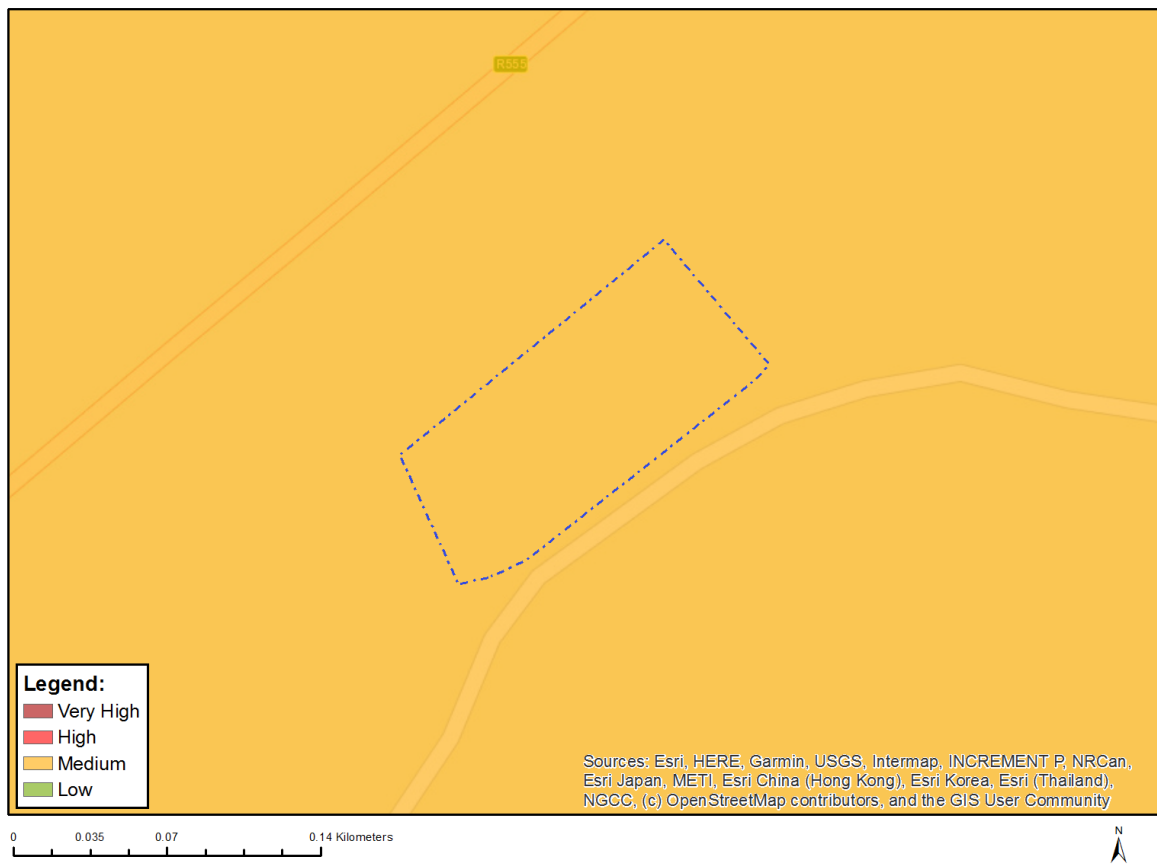 R555
Legend:
Very High
High
Medium
Low
Sources: Esri, HERE, Garmin, USGS, Intermap, INCREMENT P, NRCan,
Esri Japan, METI, Esri China (Hong Kong), Esri Korea, Esri (Thailand),
NGCC, (c) OpenStreetMap contributors, and the GIS User Community
0 0.035 0.07 0.14 Kilometers
N